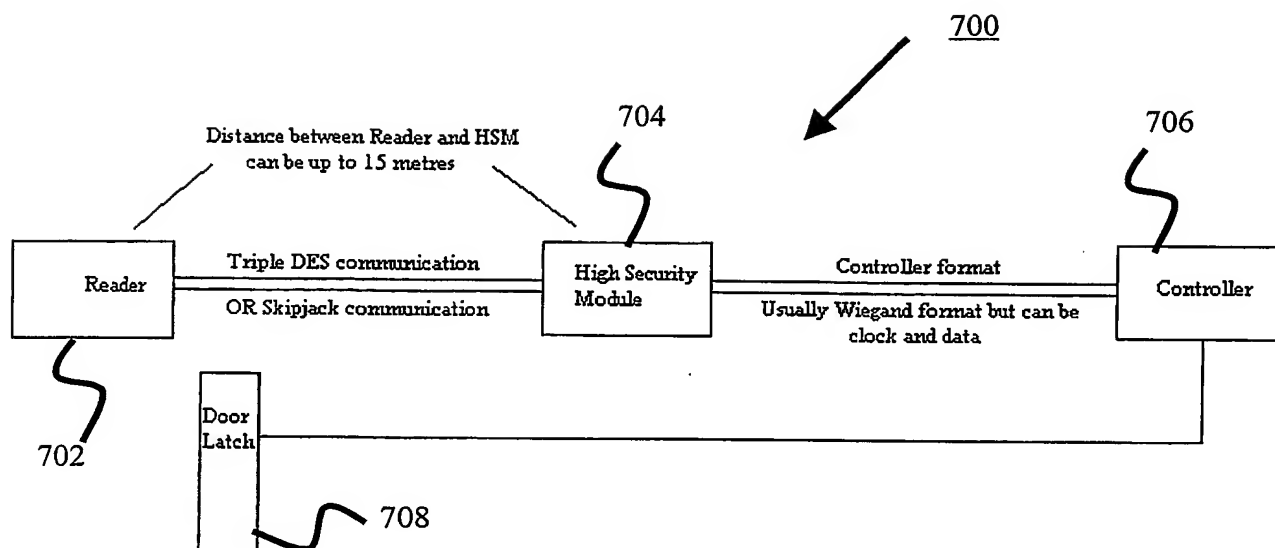 700
704
706
Distance between Reader and HSM
can be up to 15 metres
Reader
Triple DES communication
OR Skipjack communication
High Security
Module
Controller format
Usually Wiegand format but can be
clock and data
Controller
702
Door
Latch
708